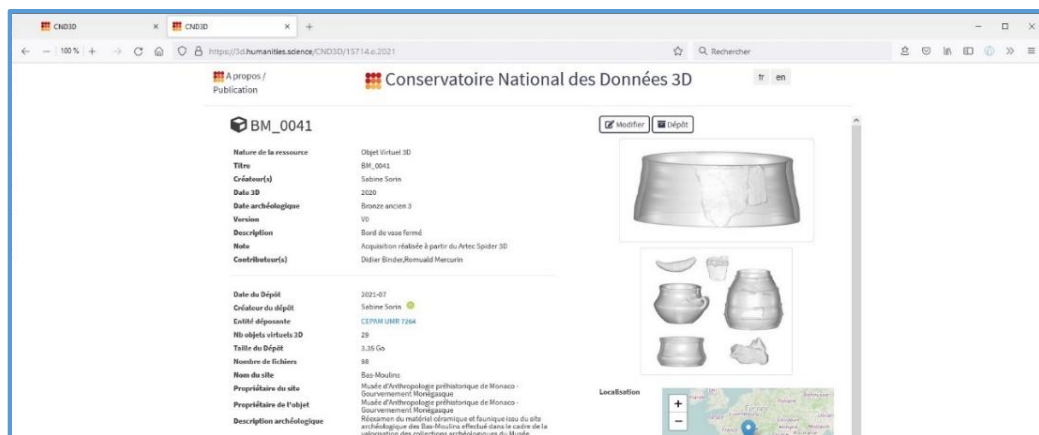 CND3D × CND3D × +
100 % https://3d.humanities.science/CND3D/15714.o.2021 Rechercher
A propos /
Publication
Conservatoire National des Données 3D
fr en
BM_0041
Modifier Dépôt
Nature de la ressource Objet Virtuel 3D
Titre BM_0041
Créateur(s) Sabine Sorin
Date 3D 2020
Date archéologique Bronze ancien 3
Version V0
Description Bord de vase fermé
Note Acquisition réalisée à partir du Artec Spider 3D
Contributeur(s) Didier Binder,Romuald Mercurin
Date du Dépôt 2021-07
Créateur du dépôt Sabine Sorin
Entité déposante CEPAM UMR 7264
Nb objets virtuels 3D 29
Taille du Dépôt 3.35 Go
Nombre de fichiers 98
Nom du site Bas-Moulins
Propriétaire du site Musée d'Anthropologie préhistorique de Monaco -
Gouvernement Monégasque
Propriétaire de l'objet Musée d'Anthropologie préhistorique de Monaco -
Gouvernement Monégasque
Description archéologique Réexamen du matériel céramique et faunique issu du site
archéologique des Bas-Moulins effectué dans le cadre de la
valorisation des collections archéologiques du Musée
Localisation
+
−